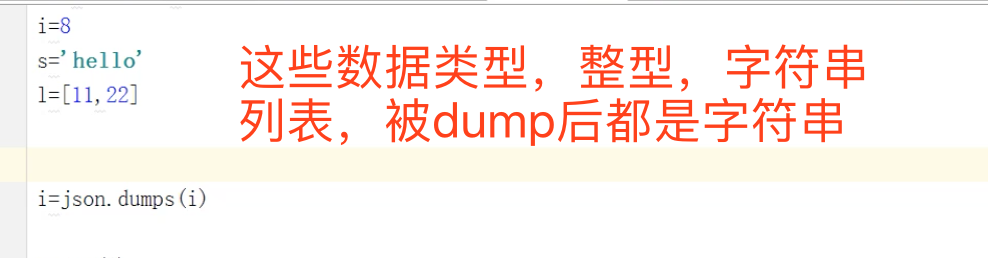 i=8
s='hello'
l=[11,22]
这些数据类型，整型，字符串
列表，被dump后都是字符串
i=json.dumps(i)